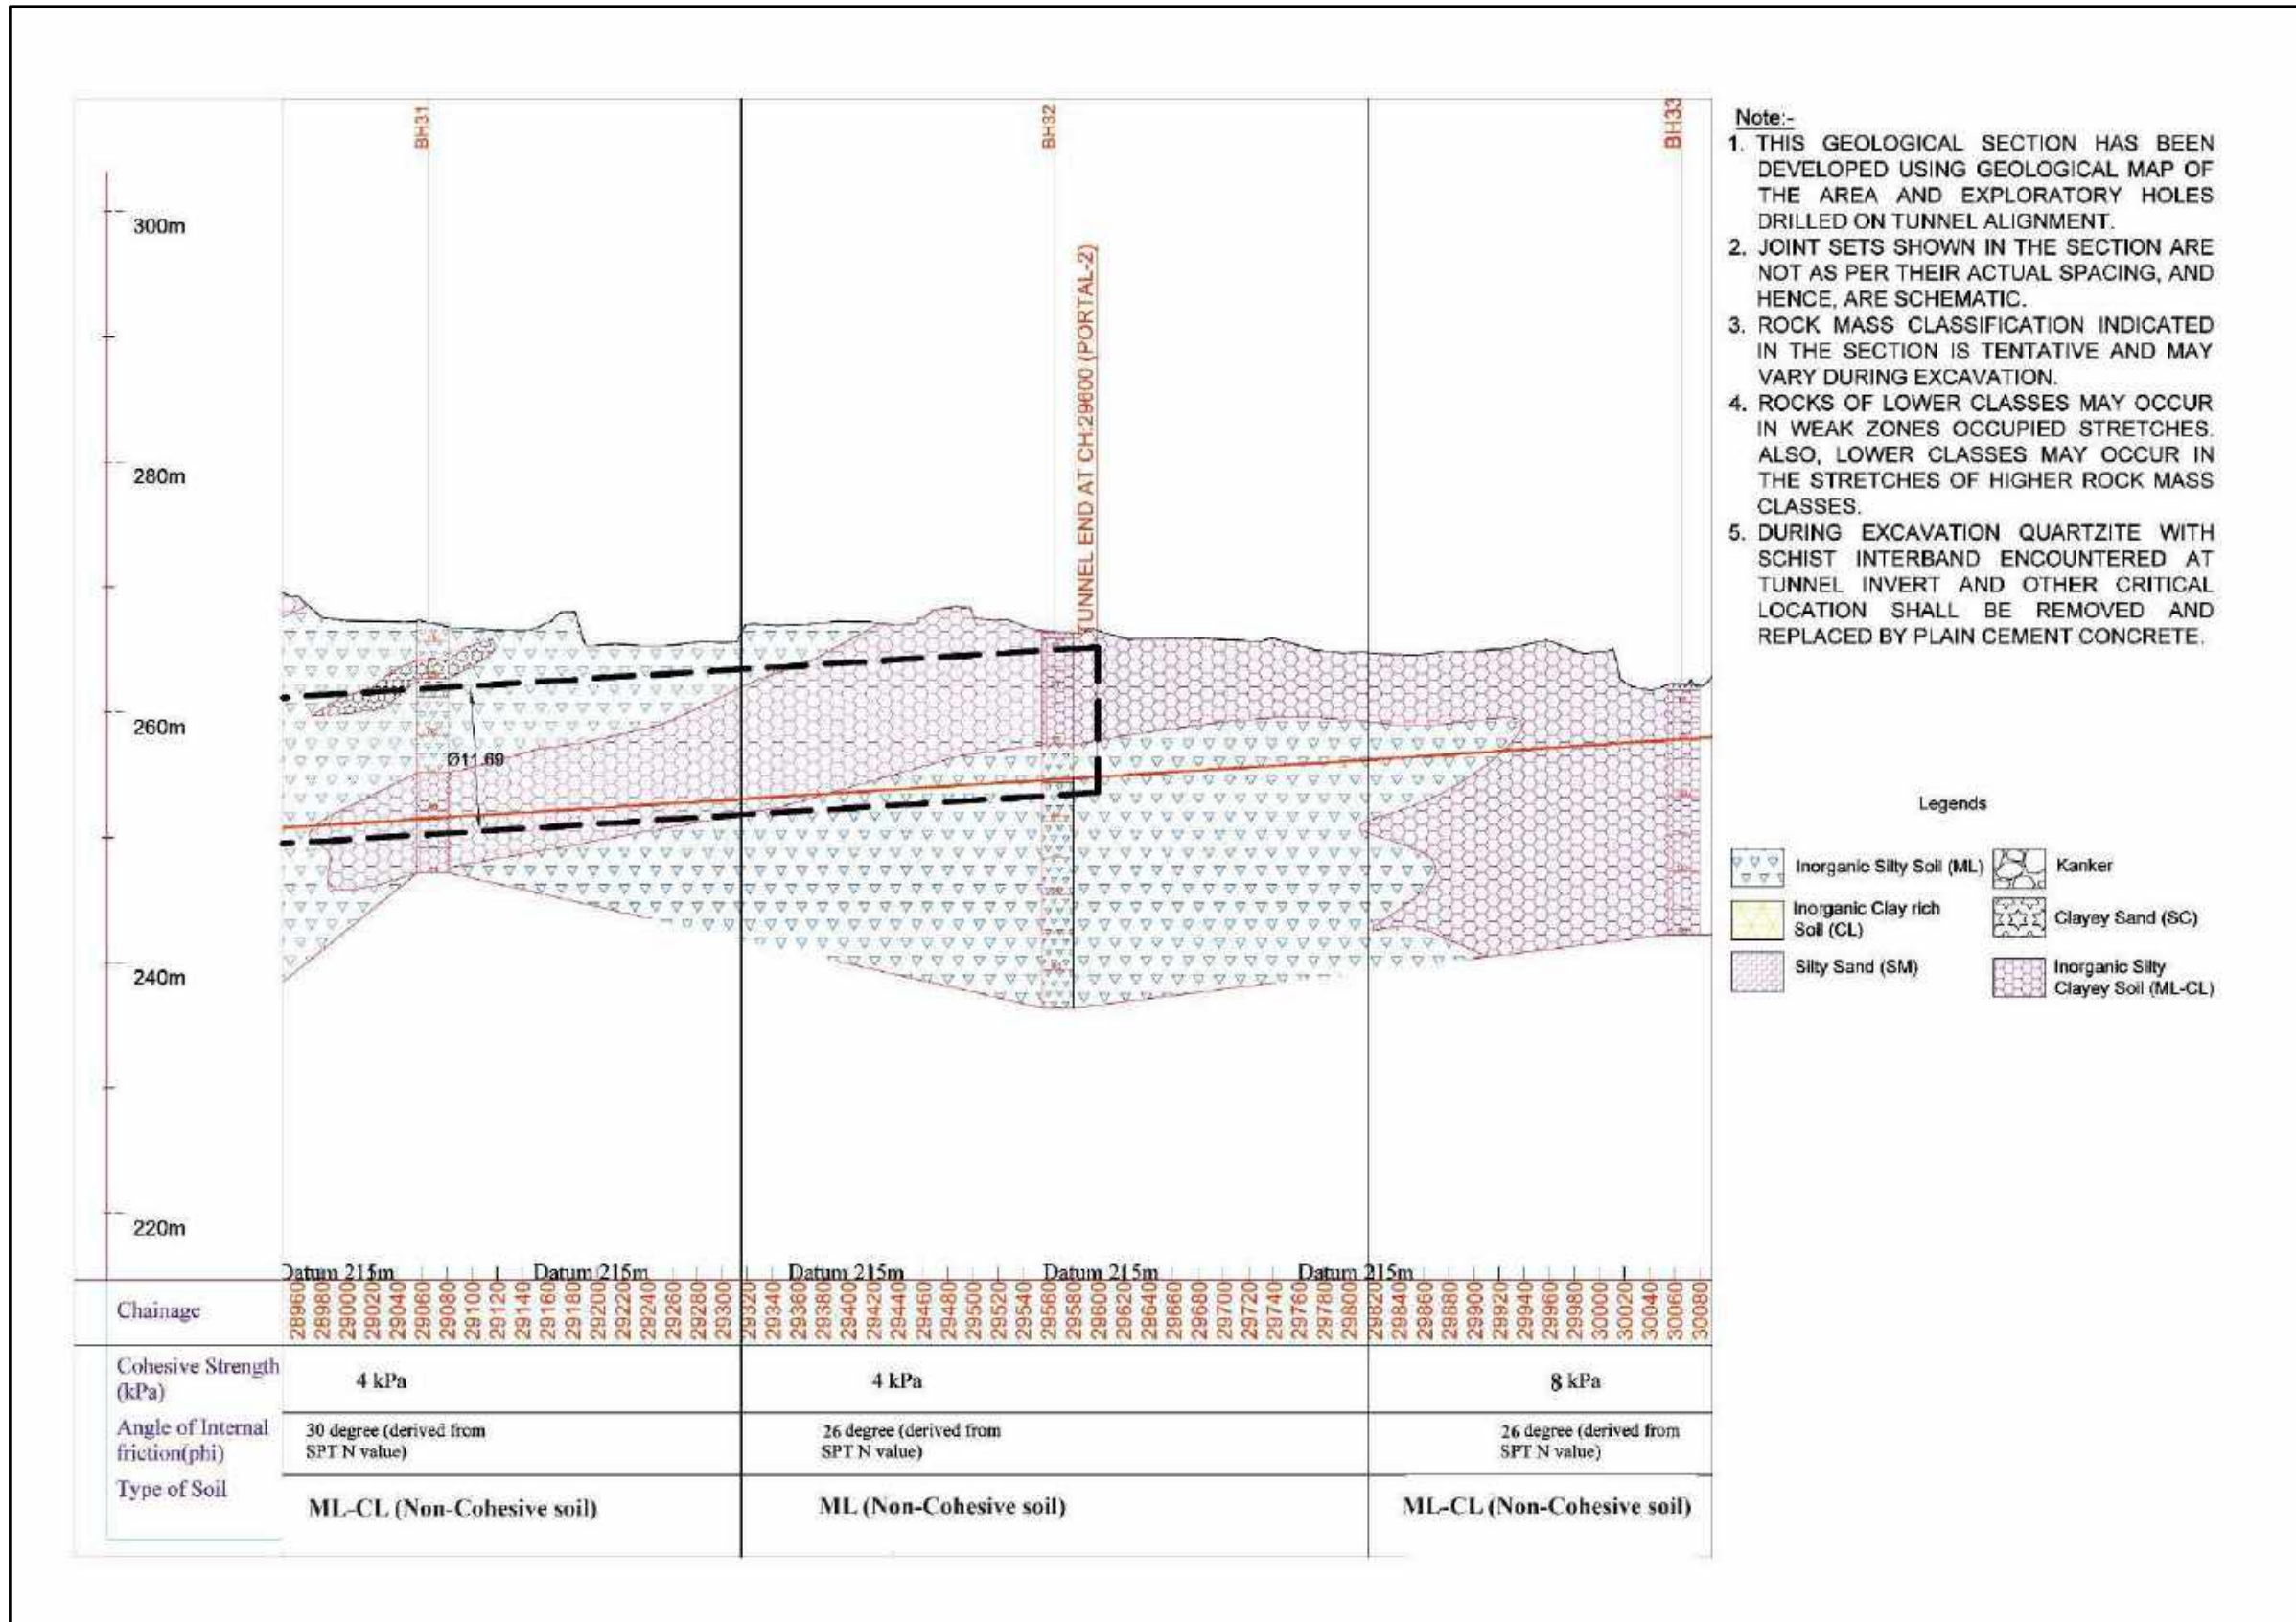 BH31
BH32
BH33
TUNNEL END AT CH:29600 (PORTAL-2)
300m
280m
260m
240m
220m
Ø11.69
Note:-
1. THIS GEOLOGICAL SECTION HAS BEEN
DEVELOPED USING GEOLOGICAL MAP OF
THE AREA AND EXPLORATORY HOLES
DRILLED ON TUNNEL ALIGNMENT.
2. JOINT SETS SHOWN IN THE SECTION ARE
NOT AS PER THEIR ACTUAL SPACING, AND
HENCE, ARE SCHEMATIC.
3. ROCK MASS CLASSIFICATION INDICATED
IN THE SECTION IS TENTATIVE AND MAY
VARY DURING EXCAVATION.
4. ROCKS OF LOWER CLASSES MAY OCCUR
IN WEAK ZONES OCCUPIED STRETCHES.
ALSO, LOWER CLASSES MAY OCCUR IN
THE STRETCHES OF HIGHER ROCK MASS
CLASSES.
5. DURING EXCAVATION QUARTZITE WITH
SCHIST INTERBAND ENCOUNTERED AT
TUNNEL INVERT AND OTHER CRITICAL
LOCATION SHALL BE REMOVED AND
REPLACED BY PLAIN CEMENT CONCRETE.
Legends
Inorganic Silty Soil (ML)
Kanker
Inorganic Clay rich
Soil (CL)
Clayey Sand (SC)
Silty Sand (SM)
Inorganic Silty
Clayey Soil (ML-CL)
Datum 215m Datum 215m Datum 215m Datum 215m Datum 215m
Chainage
28960 28980 29000 29020 29040 29060 29080 29100 29120 29140 29160 29180 29200 29220 29240 29260 29280 29300 29320 29340 29360 29380 29400 29420 29440 29460 29480 29500 29520 29540 29560 29580 29600 29620 29640 29660 29680 29700 29720 29740 29760 29780 29800 29820 29840 29860 29880 29900 29920 29940 29960 29980 30000 30020 30040 30060 30080
Cohesive Strength
(kPa)
4 kPa 4 kPa 8 kPa
Angle of Internal
friction(phi)
30 degree (derived from
SPT N value)
26 degree (derived from
SPT N value)
26 degree (derived from
SPT N value)
Type of Soil
ML-CL (Non-Cohesive soil) ML (Non-Cohesive soil) ML-CL (Non-Cohesive soil)